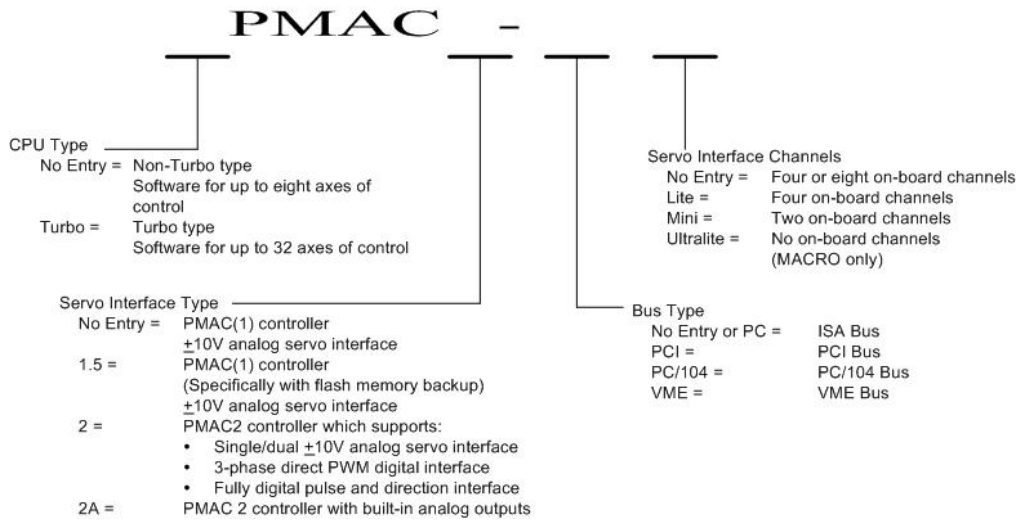 PMAC -
CPU Type
No Entry = Non-Turbo type
Software for up to eight axes of
control
Turbo = Turbo type
Software for up to 32 axes of control
Servo Interface Channels
No Entry = Four or eight on-board channels
Lite = Four on-board channels
Mini = Two on-board channels
Ultralite = No on-board channels
(MACRO only)
Servo Interface Type
No Entry = PMAC(1) controller
±10V analog servo interface
1.5 = PMAC(1) controller
(Specifically with flash memory backup)
±10V analog servo interface
2 = PMAC2 controller which supports:
• Single/dual ±10V analog servo interface
• 3-phase direct PWM digital interface
• Fully digital pulse and direction interface
2A = PMAC 2 controller with built-in analog outputs
Bus Type
No Entry or PC = ISA Bus
PCI = PCI Bus
PC/104 = PC/104 Bus
VME = VME Bus